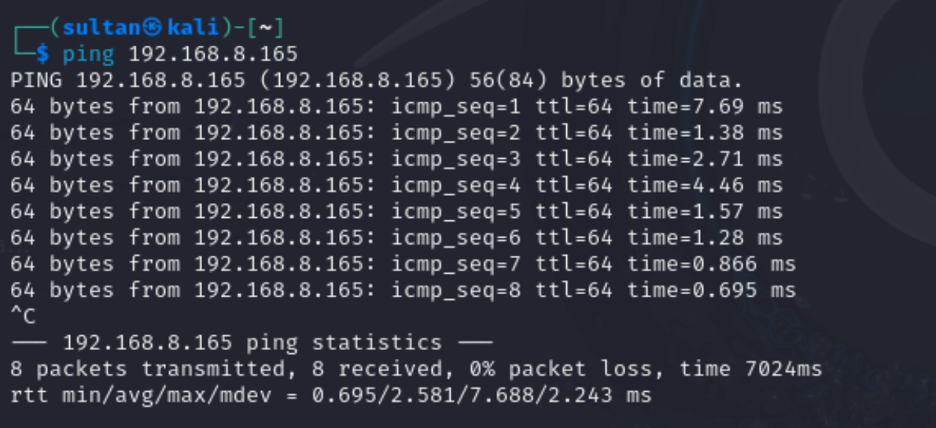 ┌──(sultan㉿kali)-[~]
└─$ ping 192.168.8.165
PING 192.168.8.165 (192.168.8.165) 56(84) bytes of data.
64 bytes from 192.168.8.165: icmp_seq=1 ttl=64 time=7.69 ms
64 bytes from 192.168.8.165: icmp_seq=2 ttl=64 time=1.38 ms
64 bytes from 192.168.8.165: icmp_seq=3 ttl=64 time=2.71 ms
64 bytes from 192.168.8.165: icmp_seq=4 ttl=64 time=4.46 ms
64 bytes from 192.168.8.165: icmp_seq=5 ttl=64 time=1.57 ms
64 bytes from 192.168.8.165: icmp_seq=6 ttl=64 time=1.28 ms
64 bytes from 192.168.8.165: icmp_seq=7 ttl=64 time=0.866 ms
64 bytes from 192.168.8.165: icmp_seq=8 ttl=64 time=0.695 ms
^C
--- 192.168.8.165 ping statistics ---
8 packets transmitted, 8 received, 0% packet loss, time 7024ms
rtt min/avg/max/mdev = 0.695/2.581/7.688/2.243 ms